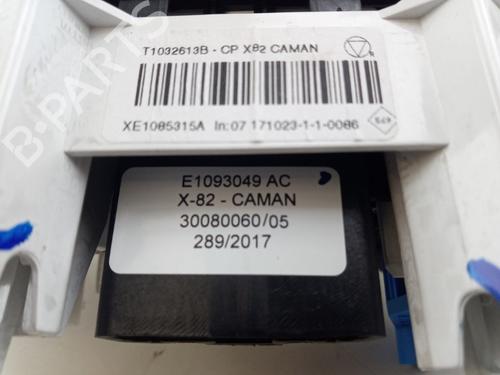 T1032613B - CP X82 CAMAN
R
XE1085315A In:07 171023-1-1-0086
E1093049 AC
X-82 - CAMAN
30080060/05
289/2017
B-PARTS